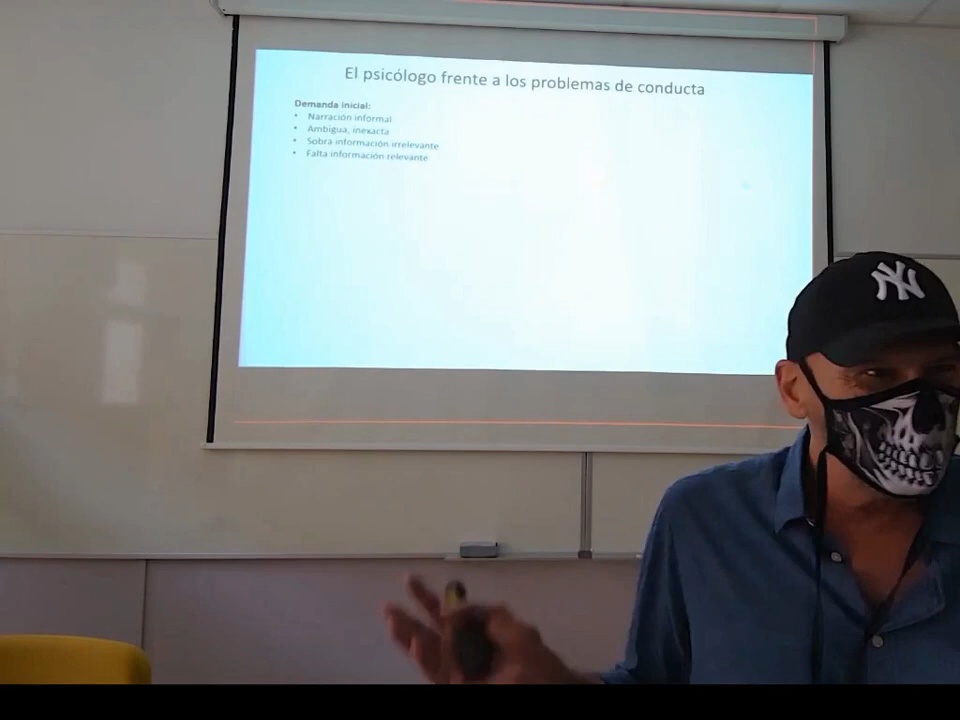 El psicólogo frente a los problemas de conducta
Demanda inicial:
• Narración informal
• Ambigua, inexacta
• Sobra información irrelevante
• Falta información relevante
NY